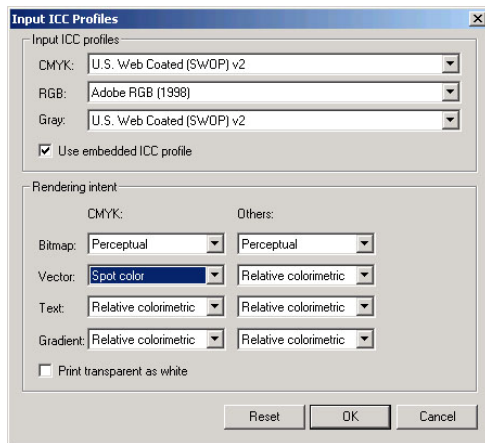 Input ICC Profiles
Input ICC profiles
CMYK: U.S. Web Coated (SWOP) v2
RGB: Adobe RGB (1998)
Gray: U.S. Web Coated (SWOP) v2
Use embedded ICC profile
Rendering intent
CMYK: Others:
Bitmap: Perceptual Perceptual
Vector: Spot color Relative colorimetric
Text: Relative colorimetric Relative colorimetric
Gradient: Relative colorimetric Relative colorimetric
Print transparent as white
Reset OK Cancel